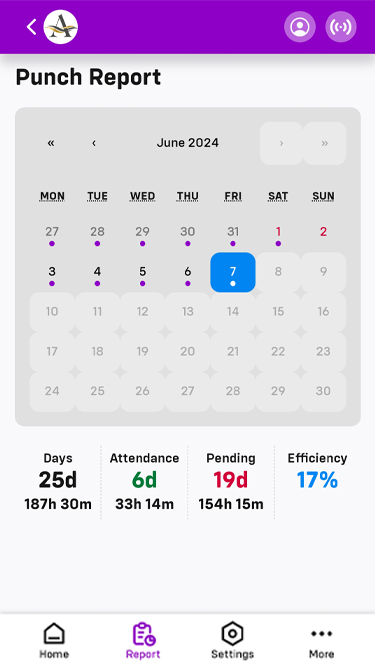 Punch Report
« ‹ June 2024 › »
MON TUE WED THU FRI SAT SUN
27 28 29 30 31 1 2
3 4 5 6 7 8 9
10 11 12 13 14 15 16
17 18 19 20 21 22 23
24 25 26 27 28 29 30
Days Attendance Pending Efficiency
25d 6d 19d 17%
187h 30m 33h 14m 154h 15m
Home Report Settings More